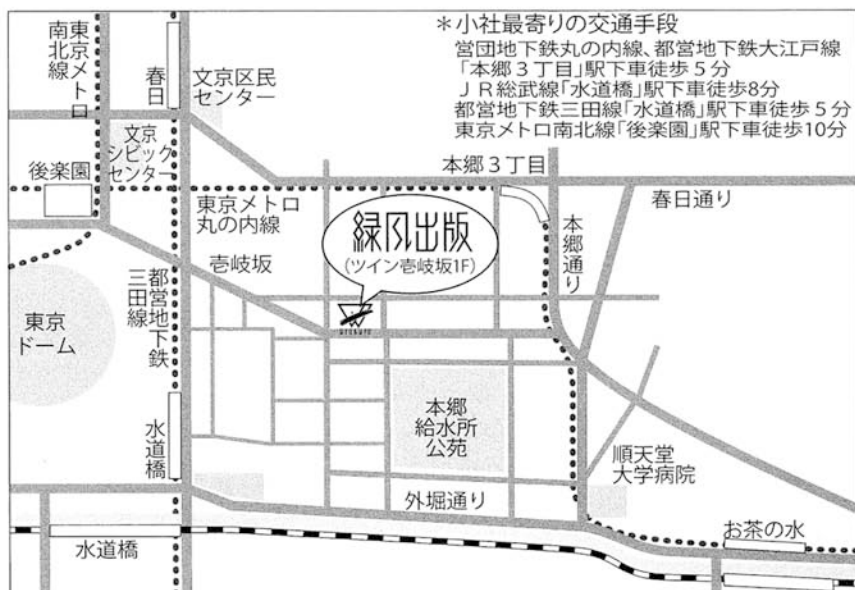 ＊小社最寄りの交通手段
営団地下鉄丸の内線、都営地下鉄大江戸線
「本郷３丁目」駅下車徒歩５分
ＪＲ総武線「水道橋」駅下車徒歩8分
都営地下鉄三田線「水道橋」駅下車徒歩５分
東京メトロ南北線「後楽園」駅下車徒歩10分
東京メトロ
南北線
春日
文京区民
センター
文京
シビック
センター
後楽園
本郷３丁目
春日通り
東京メトロ
丸の内線
緑風出版
(ツイン壱岐坂1F)
本郷通り
壱岐坂
都営地下鉄
三田線
東京
ドーム
本郷
給水所
公苑
水道橋
順天堂
大学病院
外堀通り
お茶の水
水道橋